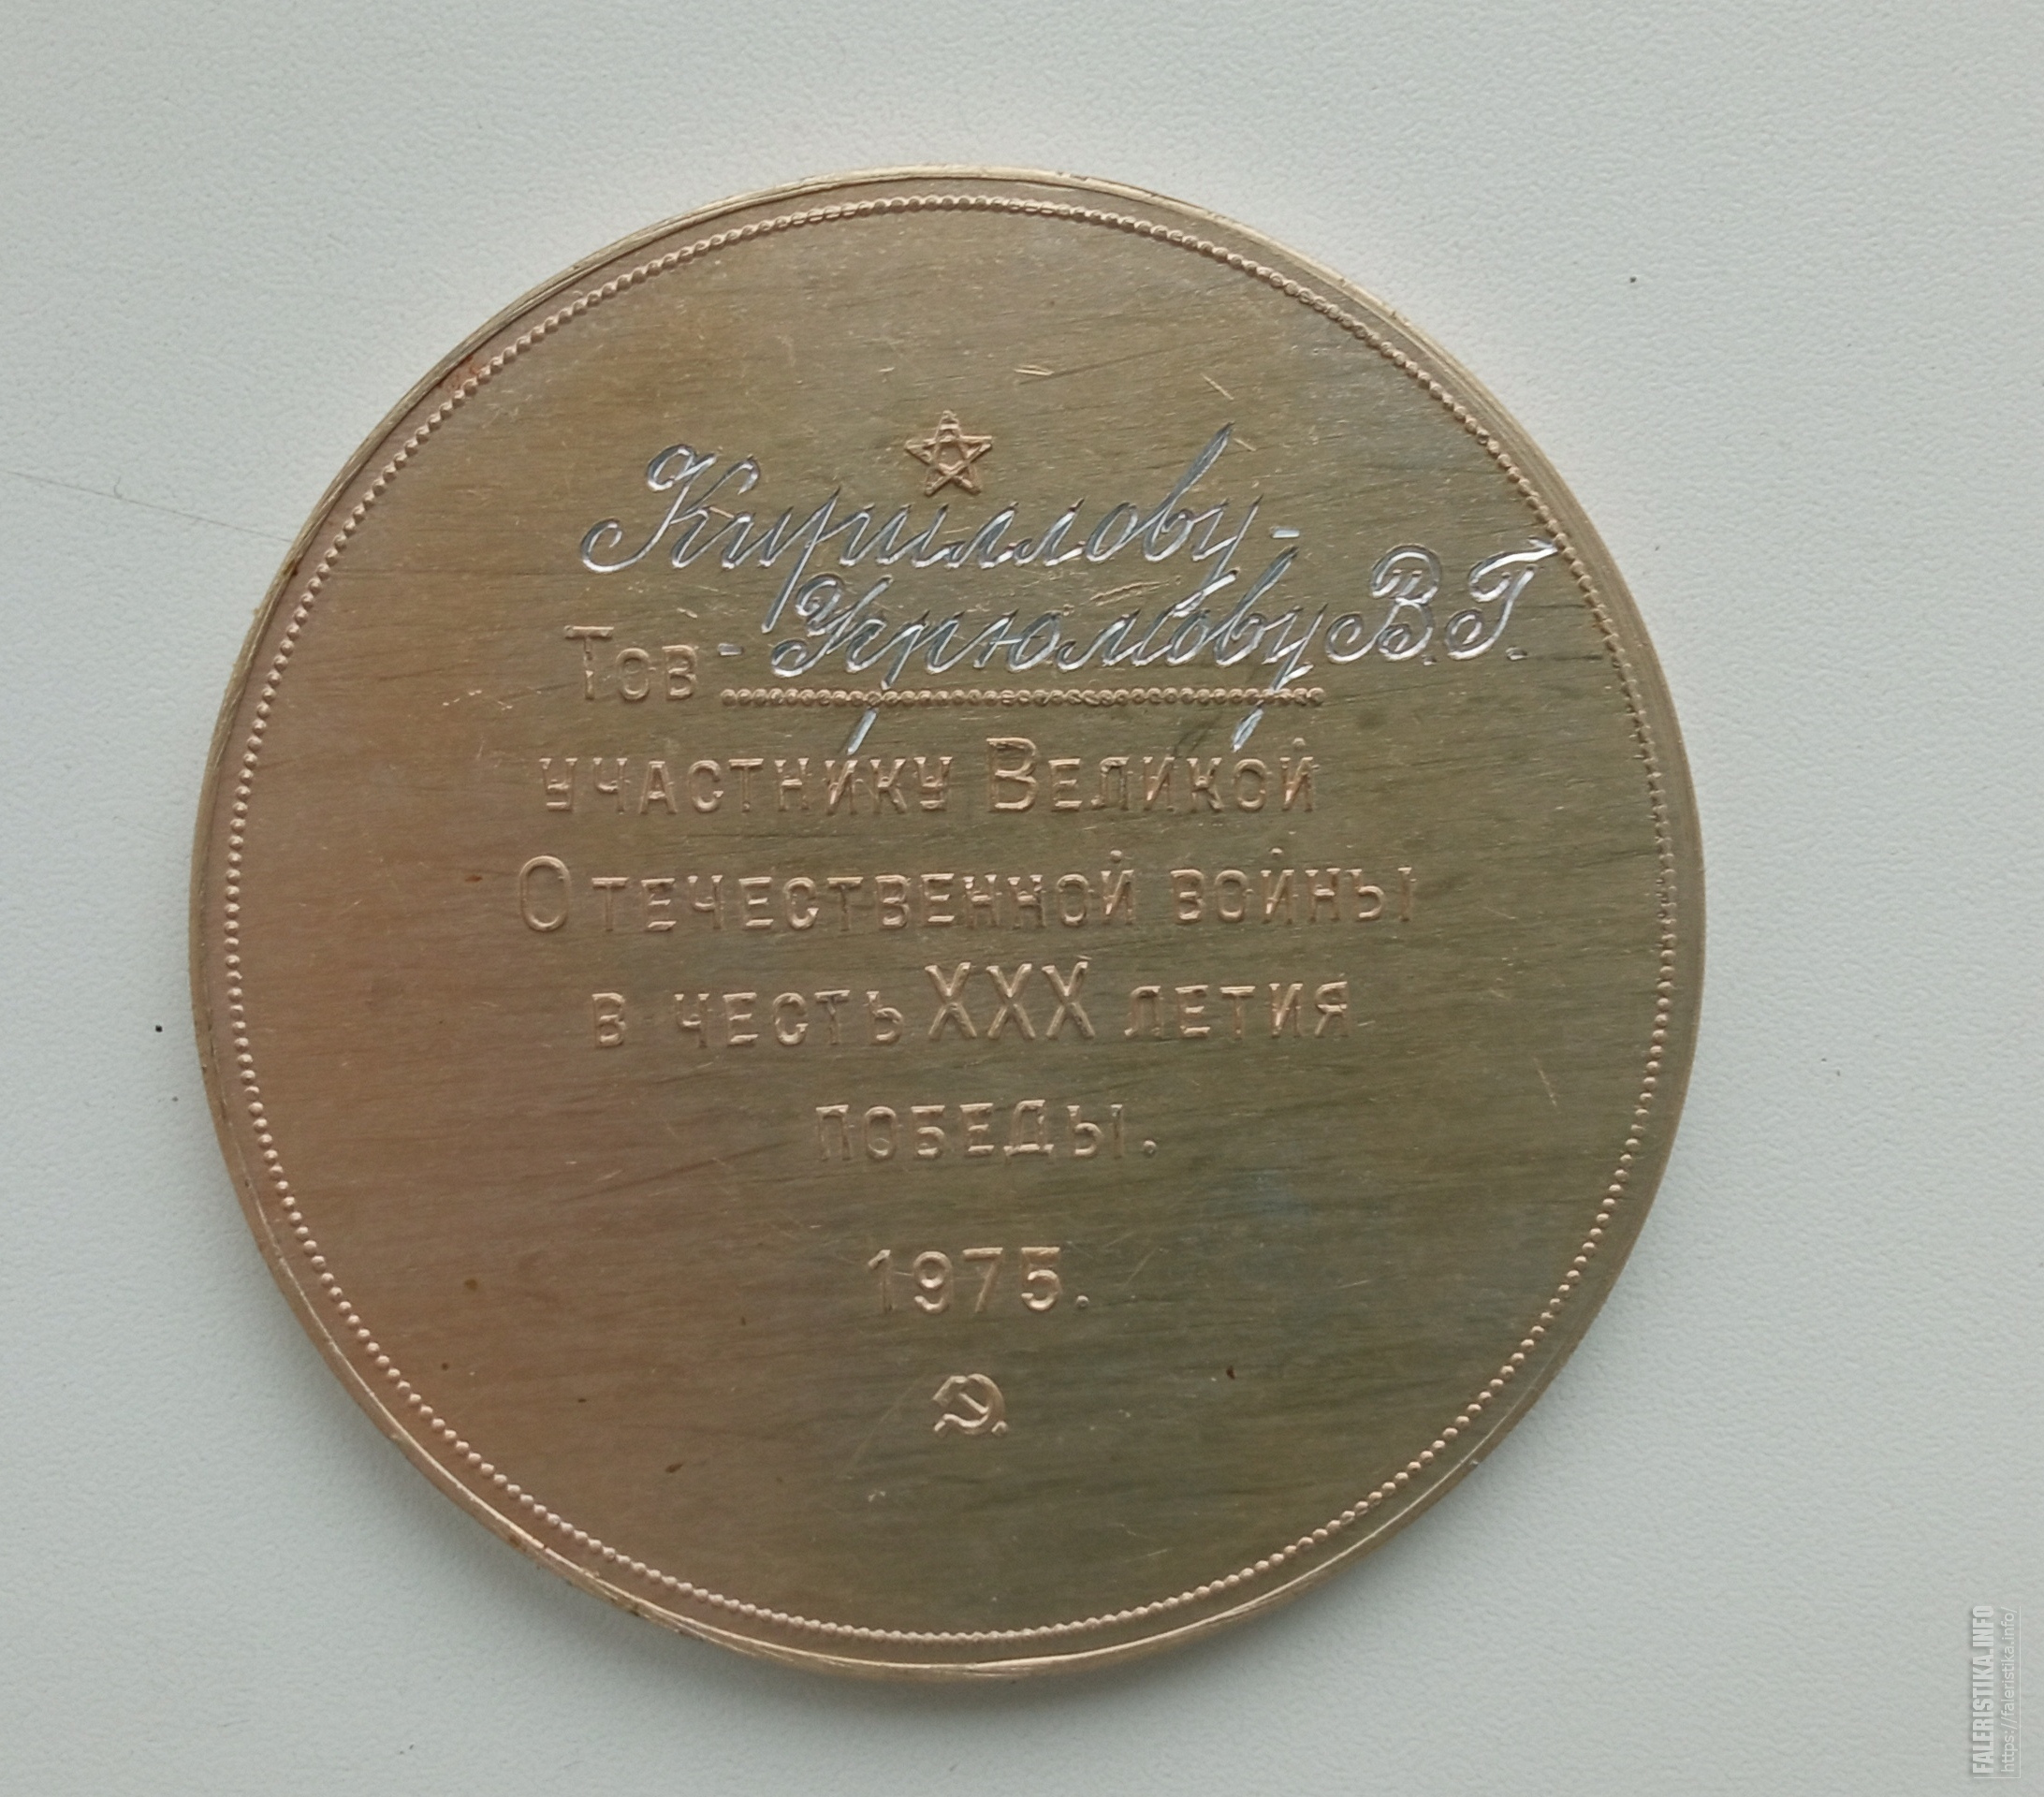 Кириллову-
Тов - Угрюмову В.Г.
участнику Великой
Отечественной войны
в честь XXX летия
победы.
1975.
FALERISTIKA.INFO
https://faleristika.info/